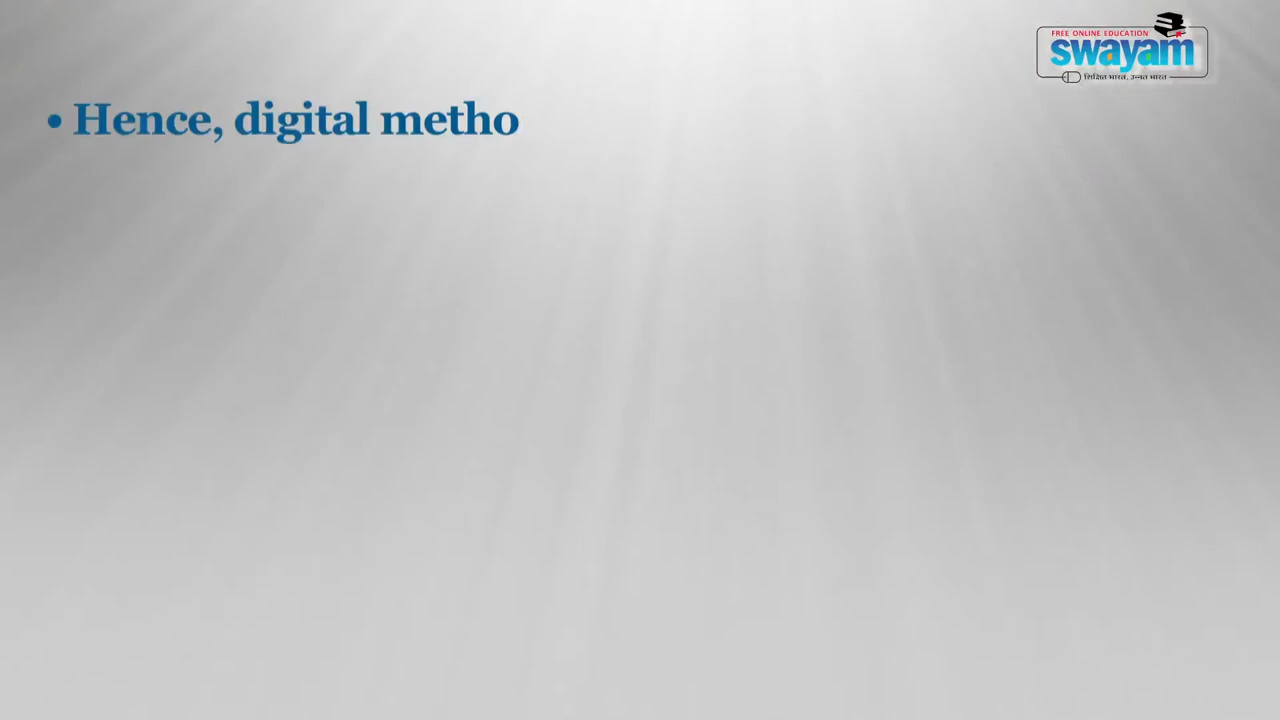 FREE ONLINE EDUCATION
swayam
शिक्षित भारत, उन्नत भारत
• Hence, digital metho